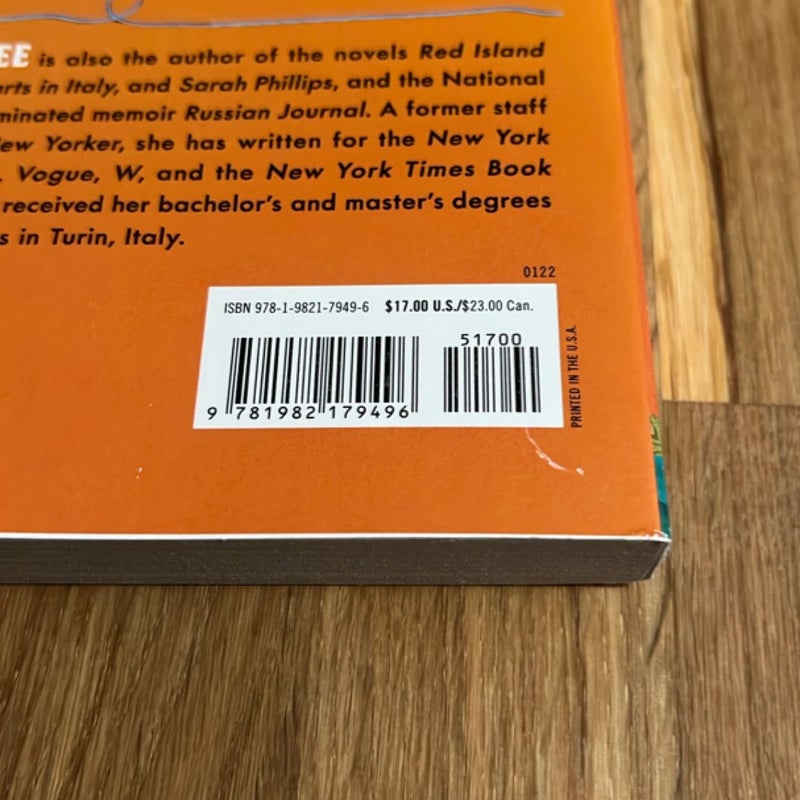 EE is also the author of the novels Red Island
arts in Italy, and Sarah Phillips, and the National
minated memoir Russian Journal. A former staff
ew Yorker, she has written for the New York
, Vogue, W, and the New York Times Book
received her bachelor's and master's degrees
s in Turin, Italy.
0122
ISBN 978-1-9821-7949-6 $17.00 U.S./$23.00 Can.
51700
9 781982 179496
PRINTED IN THE U.S.A.